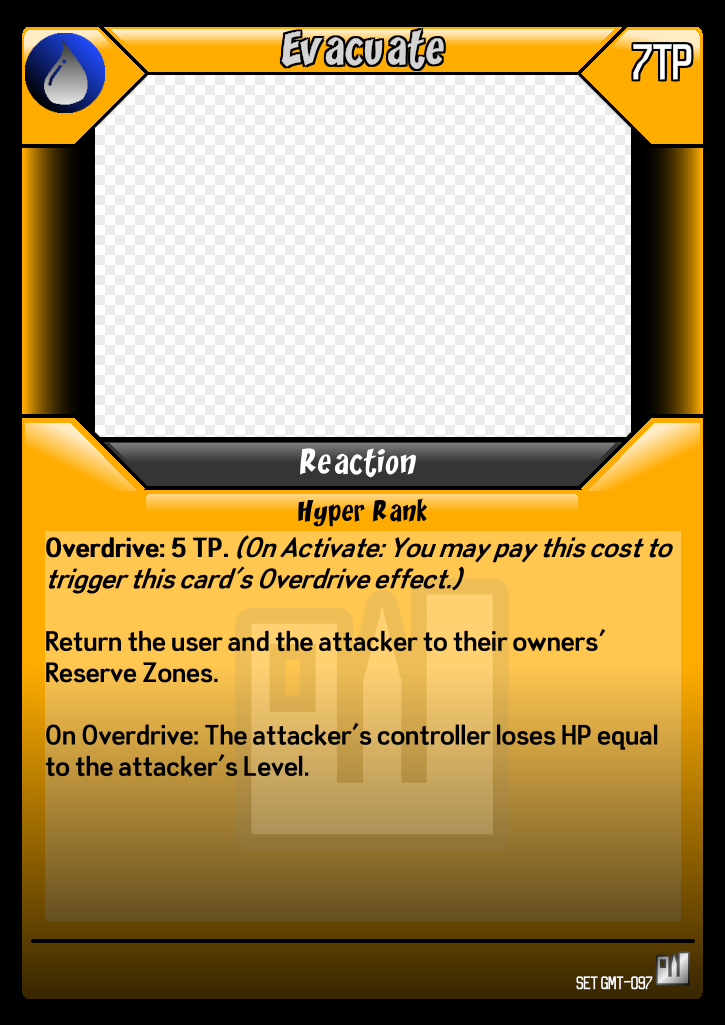 Evacuate
7TP
Reaction
Hyper Rank
Overdrive: 5 TP. (On Activate: You may pay this cost to
trigger this card's Overdrive effect.)
Return the user and the attacker to their owners'
Reserve Zones.
On Overdrive: The attacker's controller loses HP equal
to the attacker's Level.
SET GMT-097